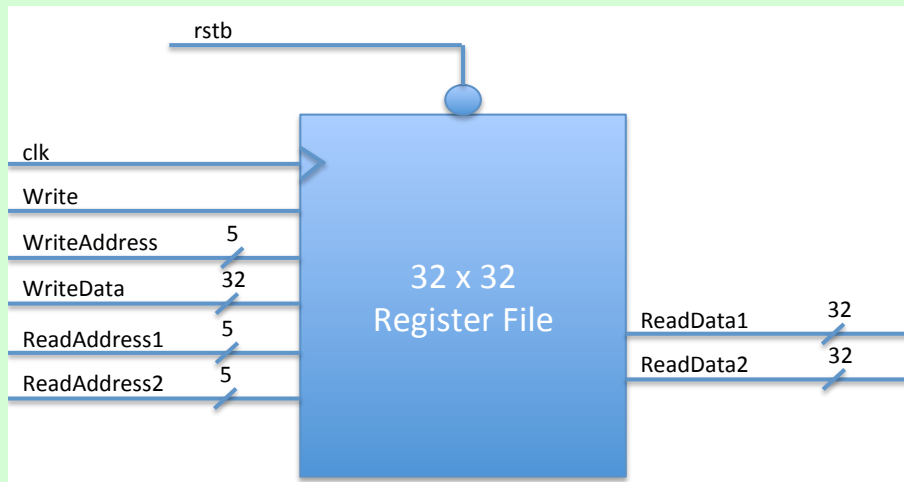 rstb
clk
Write
WriteAddress 5
WriteData 32
ReadAddress1 5
ReadAddress2 5
32 x 32
Register File
ReadData1 32
ReadData2 32